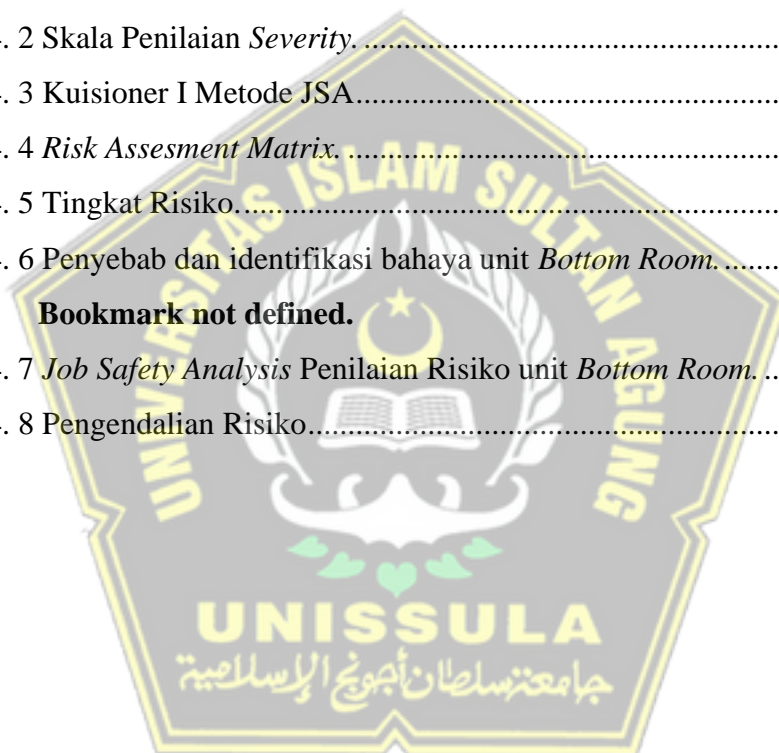 . 2 Skala Penilaian Severity.
. 3 Kuisioner I Metode JSA
. 4 Risk Assesment Matrix.
. 5 Tingkat Risiko.
. 6 Penyebab dan identifikasi bahaya unit Bottom Room.
Bookmark not defined.
. 7 Job Safety Analysis Penilaian Risiko unit Bottom Room.
. 8 Pengendalian Risiko
UNIVERSITAS ISLAM SULTAN AGUNG
UNISSULA
جامعتنسلطان أجونج الإسلامية